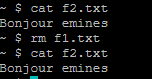 ~ $ cat f2.txt
Bonjour emines
~ $ rm f1.txt
~ $ cat f2.txt
Bonjour emines